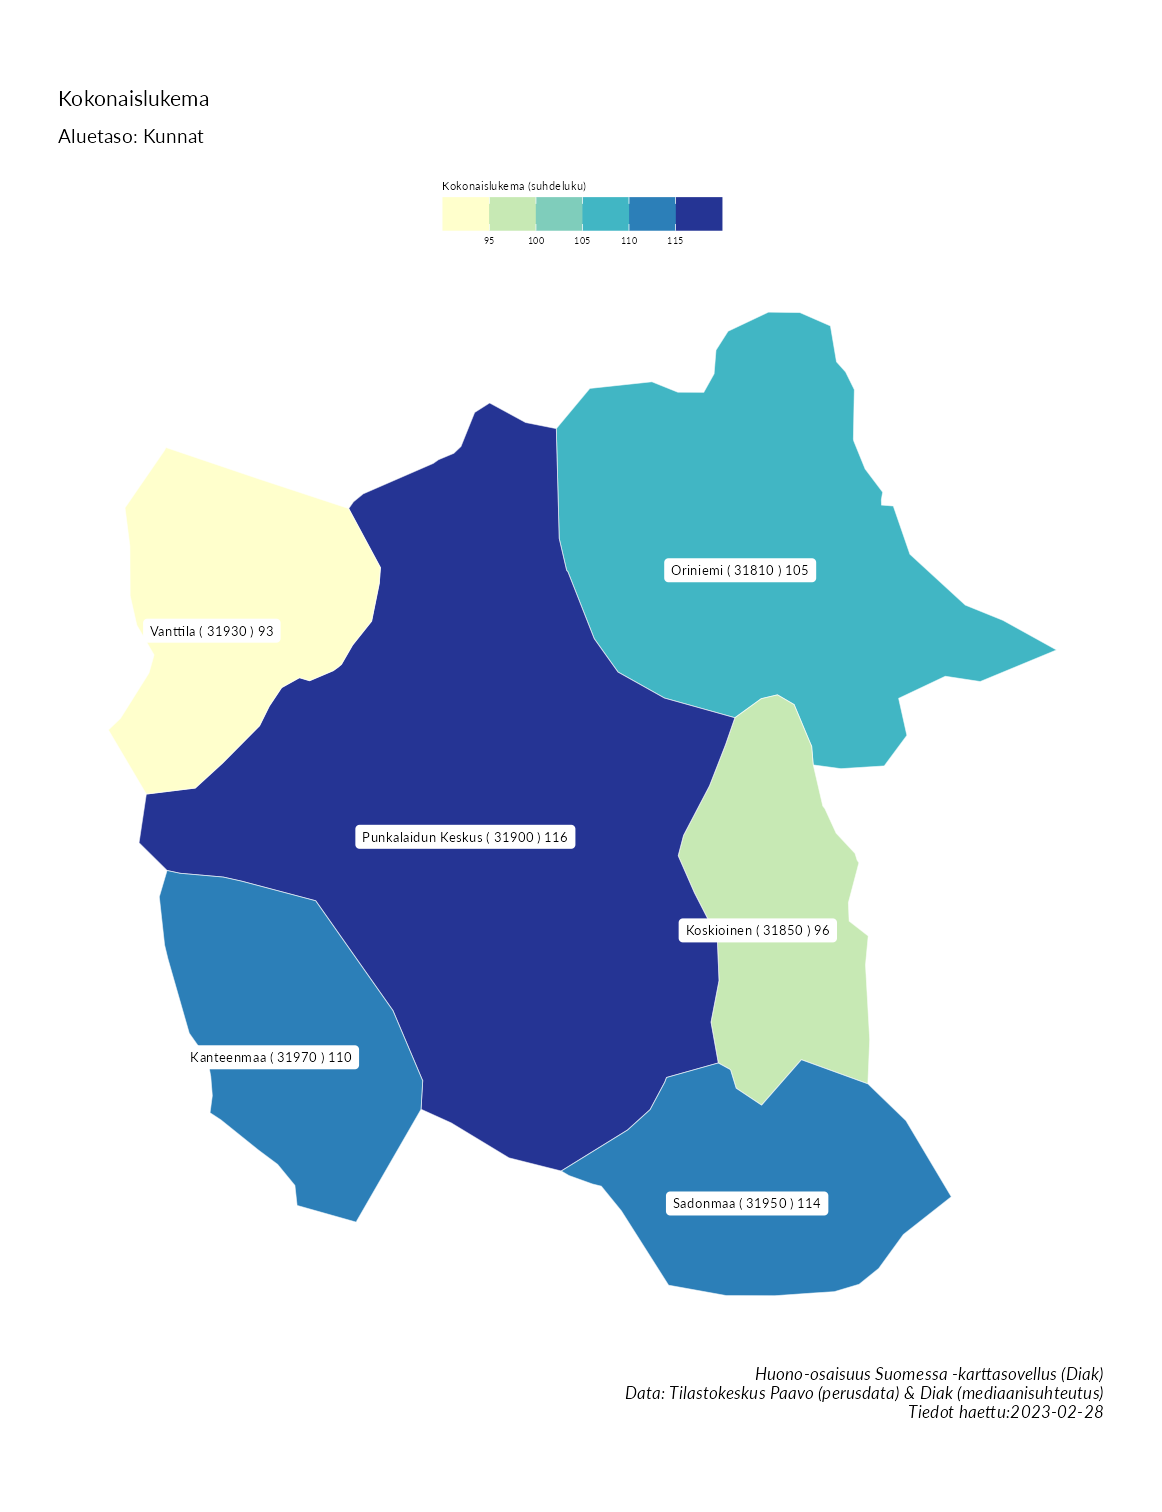 Kokonaislukema
Aluetaso: Kunnat
Kokonaislukema (suhdeluku)
95 100 105 110 115
Oriniemi ( 31810 ) 105
Vanttila ( 31930 ) 93
Punkalaidun Keskus ( 31900 ) 116
Koskioinen ( 31850 ) 96
Kanteenmaa ( 31970 ) 110
Sadonmaa ( 31950 ) 114
Huono-osaisuus Suomessa -karttasovellus (Diak)
Data: Tilastokeskus Paavo (perusdata) & Diak (mediaanisuhteutus)
Tiedot haettu:2023-02-28